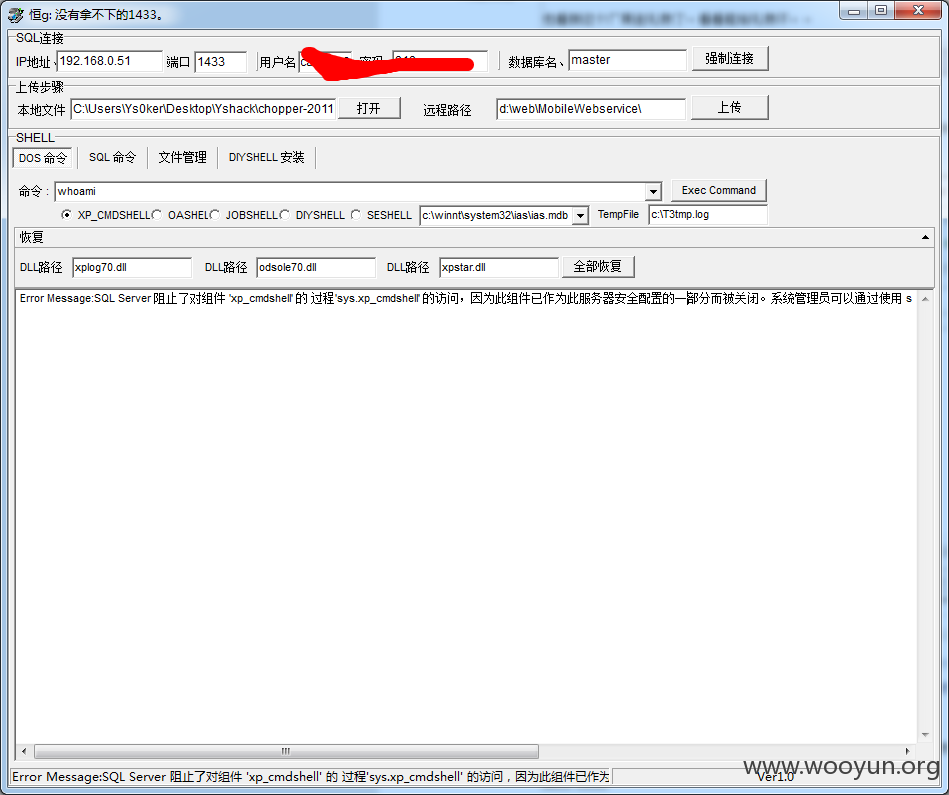 恒g: 没有拿不下的1433。
SQL连接
IP地址、 192.168.0.51 端口 1433 用户名 密码 数据库名、 master 强制连接
上传步骤
本地文件 C:\Users\Ys0ker\Desktop\Yshack\chopper-2011 打开 远程路径 d:\web\MobileWebservice\ 上传
SHELL
DOS 命令 SQL 命令 文件管理 DIYSHELL 安装
命令： whoami Exec Command
XP_CMDSHELL OASHEL JOBSHELL DIYSHELL SESHELL c:\winnt\system32\ias\ias.mdb TempFile c:\T3tmp.log
恢复
DLL路径 xplog70.dll DLL路径 odsole70.dll DLL路径 xpstar.dll 全部恢复
Error Message:SQL Server 阻止了对组件 'xp_cmdshell' 的 过程'sys.xp_cmdshell' 的访问，因为此组件已作为此服务器安全配置的一部分而被关闭。系统管理员可以通过使用 s
Error Message:SQL Server 阻止了对组件 'xp_cmdshell' 的 过程'sys.xp_cmdshell' 的访问，因为此组件已作为
Ver1.0
www.wooyun.org